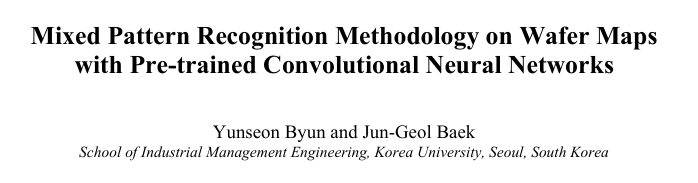 Mixed Pattern Recognition Methodology on Wafer Maps
with Pre-trained Convolutional Neural Networks
Yunseon Byun and Jun-Geol Baek
School of Industrial Management Engineering, Korea University, Seoul, South Korea